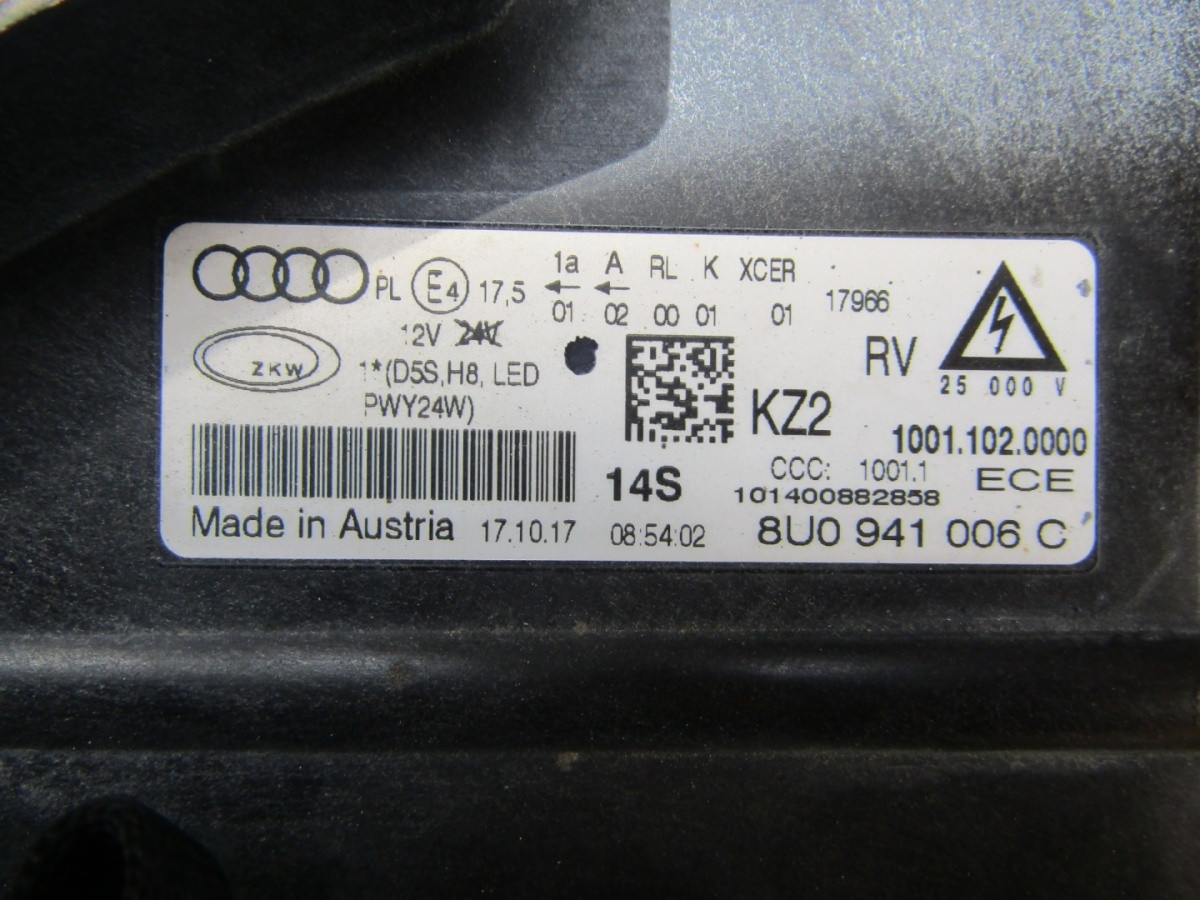 PL E4 17,5 1a A RL K XCER
← ←
01 02 00 01 01 17966
12V 24V
ZKW
1*(D5S,H8, LED
PWY24W)
RV
25 000 V
KZ2
1001.102.0000
14S
CCC: 1001.1
ECE
101400882858
Made in Austria 17.10.17 08:54:02 8U0 941 006 C